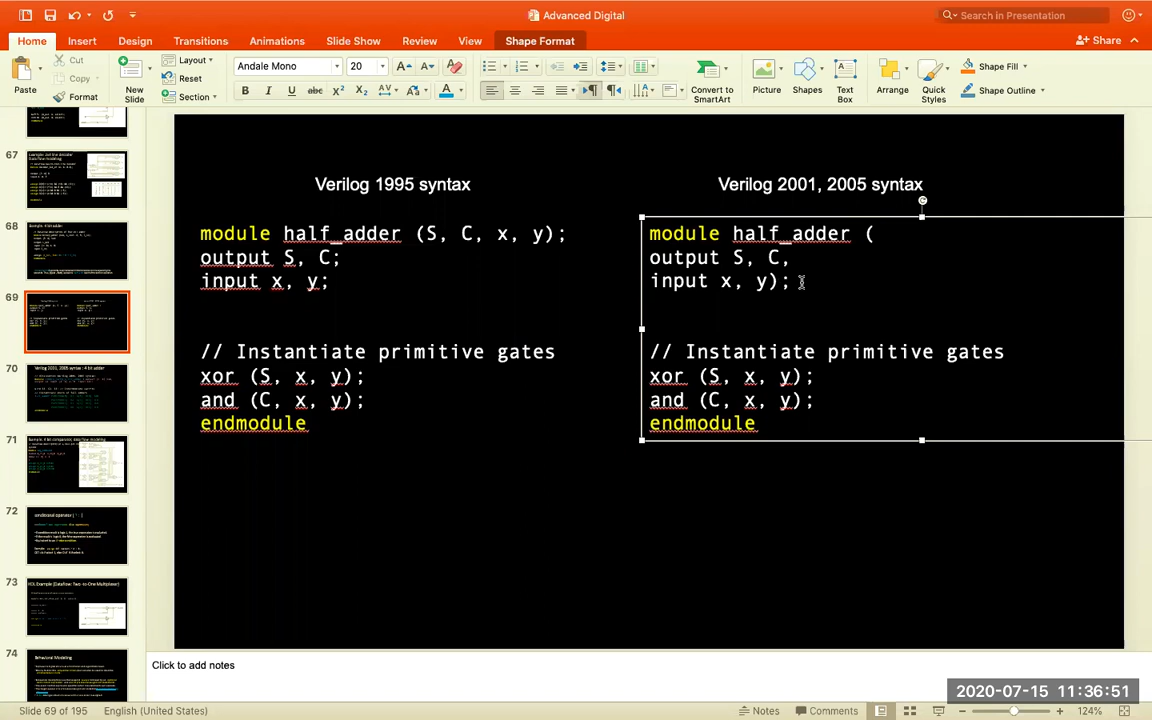 Advanced Digital
Search in Presentation
Home Insert Design Transitions Animations Slide Show Review View Shape Format
Share
Paste
Cut
Copy
Format
New
Slide
Layout
Reset
Section
Andale Mono
20
Convert to
SmartArt
Picture
Shapes
Text
Box
Arrange
Quick
Styles
Shape Fill
Shape Outline
67
68
69
70
71
72
73
74
Verilog 1995 syntax
module half_adder (S, C, x, y);
output S, C;
input x, y;
// Instantiate primitive gates
xor (S, x, y);
and (C, x, y);
endmodule
Verilog 2001, 2005 syntax
module half_adder (
output S, C,
input x, y);
// Instantiate primitive gates
xor (S, x, y);
and (C, x, y);
endmodule
Click to add notes
2020-07-15 11:36:51
Slide 69 of 195
English (United States)
Notes
Comments
124%